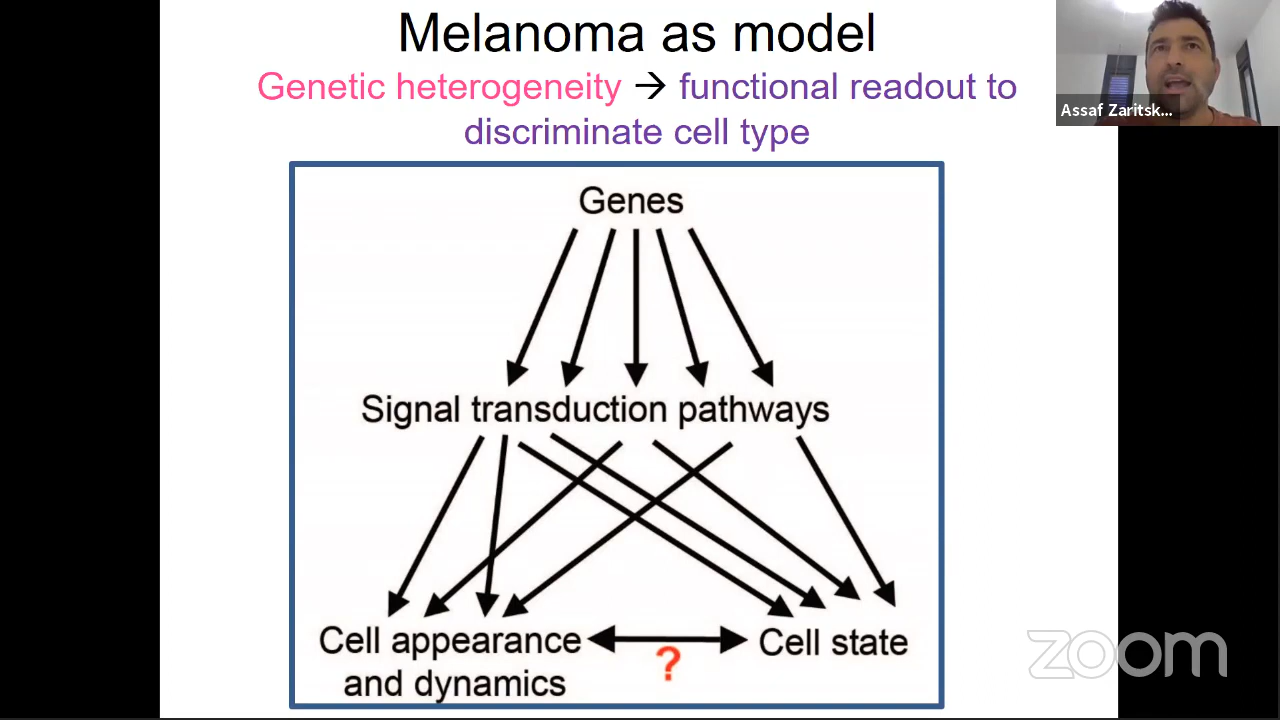 Melanoma as model
Genetic heterogeneity → functional readout to
discriminate cell type
Assaf Zaritsk...
Genes
Signal transduction pathways
Cell appearance
and dynamics
?
Cell state
zoom